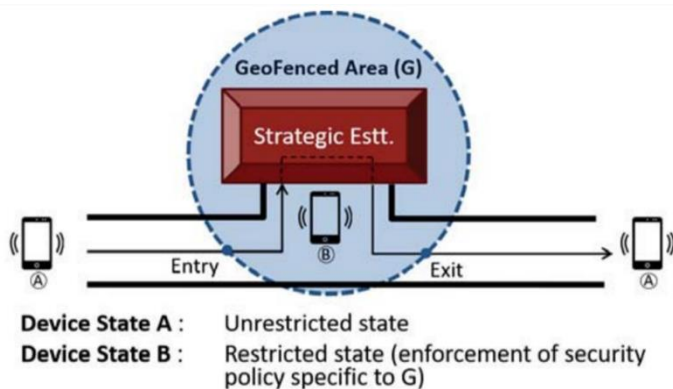 GeoFenced Area (G)
Strategic Estt.
Entry
Ⓑ
Exit
Ⓐ
Ⓐ
Device State A : Unrestricted state
Device State B : Restricted state (enforcement of security
policy specific to G)